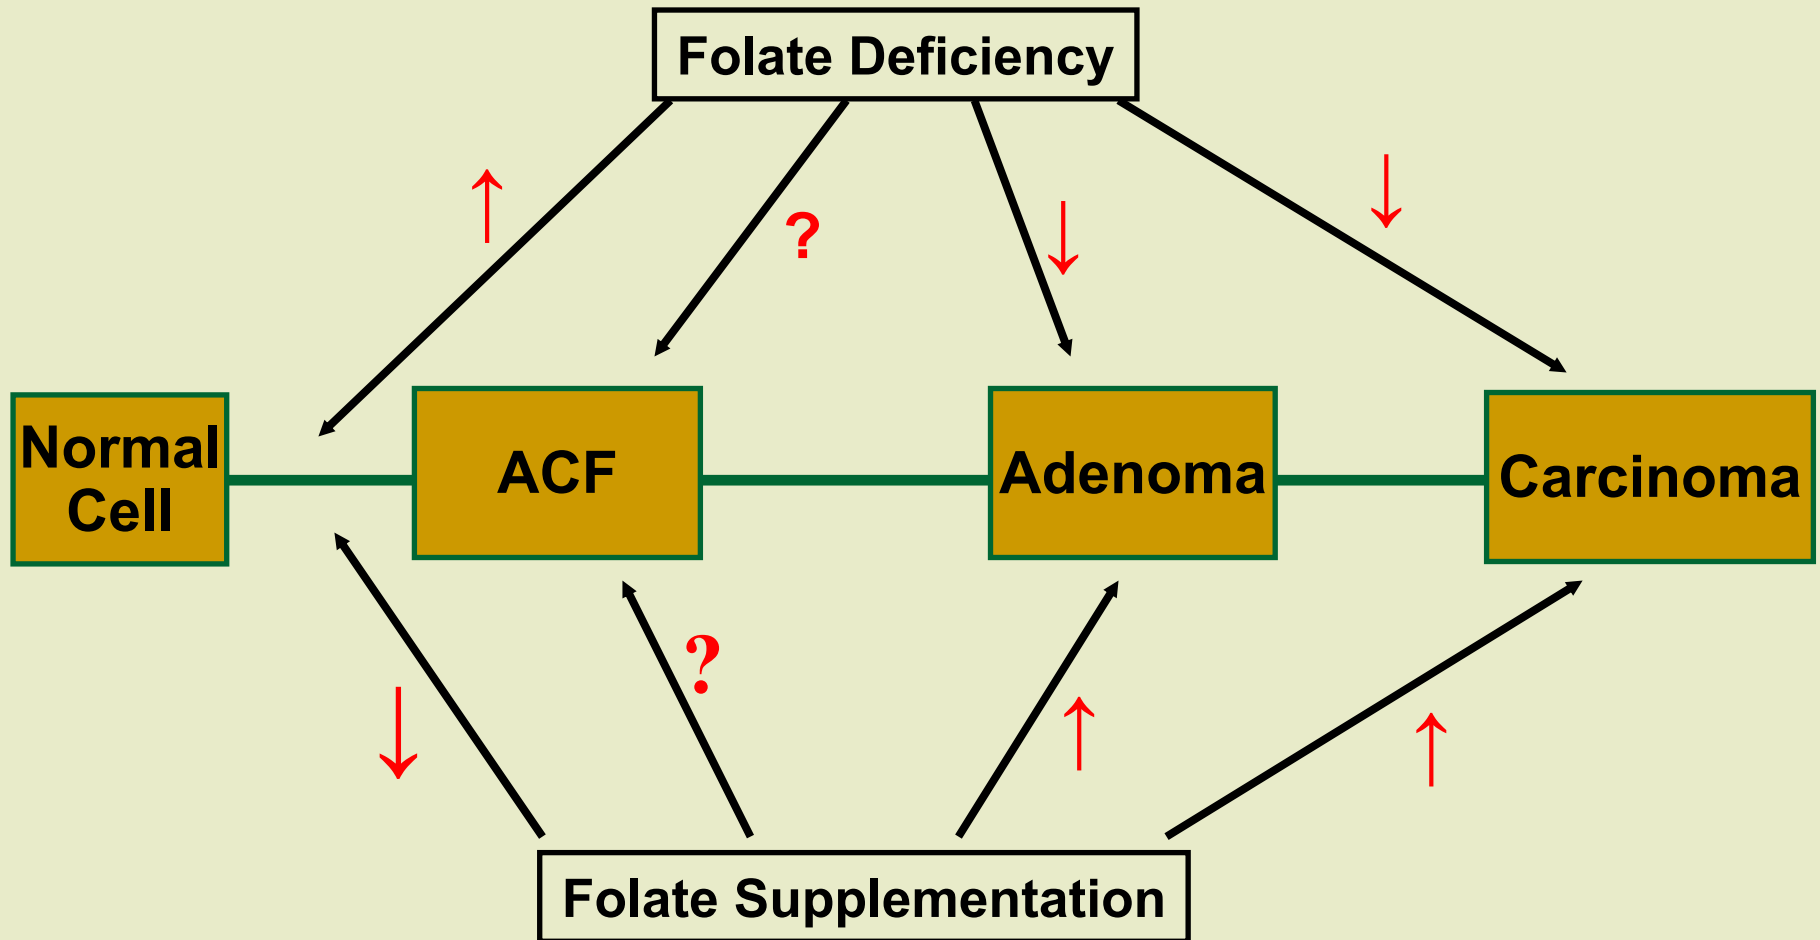 Folate Deficiency
↑
?
↓
↓
Normal
Cell
ACF
Adenoma
Carcinoma
↓
?
↑
↑
Folate Supplementation